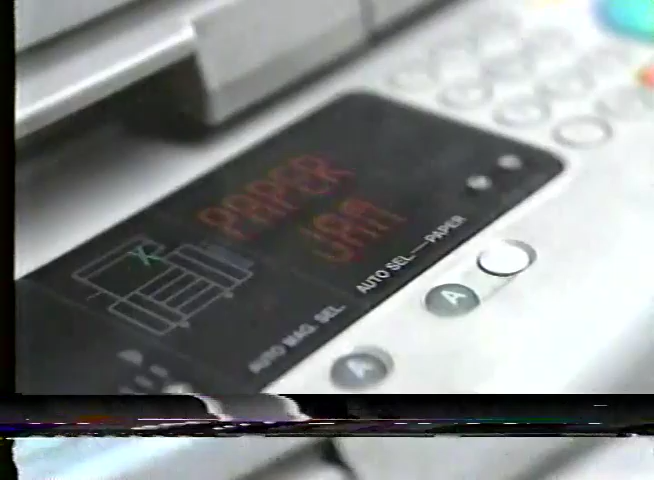 PAPER
JAM
AUTO SEL.—PAPER
AUTO MAG. SEL.
A
A